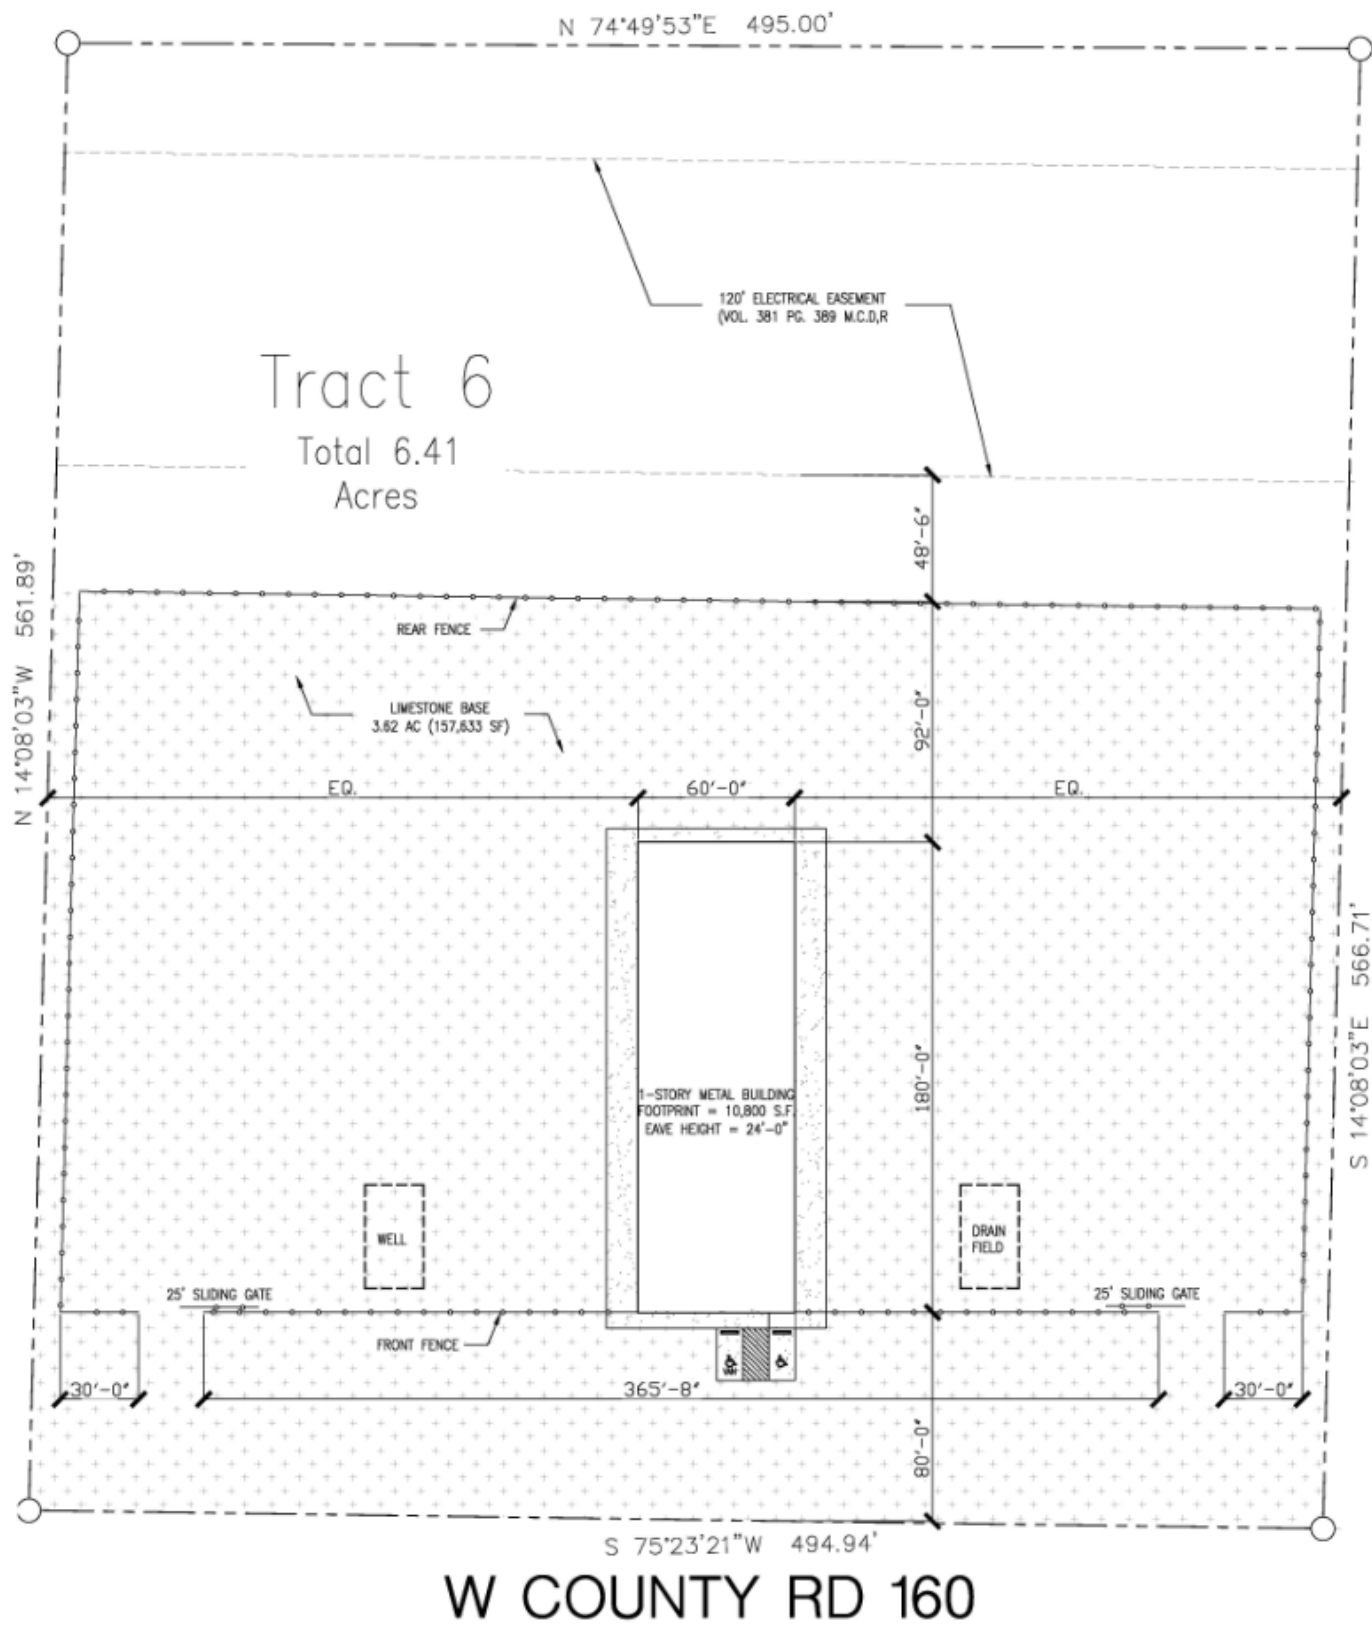 N 74°49'53"E 495.00'
120' ELECTRICAL EASEMENT
(VOL. 381 PG. 389 M.C.D,R
Tract 6
Total 6.41
Acres
48'-6"
N 14°08'03"W 561.89'
REAR FENCE
LIMESTONE BASE
3.62 AC (157,633 SF)
92'-0"
EQ.
60'-0"
EQ.
S 14°08'03"E 566.71'
180'-0"
1-STORY METAL BUILDING
FOOTPRINT = 10,800 S.F.
EAVE HEIGHT = 24'-0"
WELL
DRAIN
FIELD
25' SLIDING GATE
25' SLIDING GATE
FRONT FENCE
30'-0"
365'-8"
30'-0"
80'-0"
S 75°23'21"W 494.94'
W COUNTY RD 160